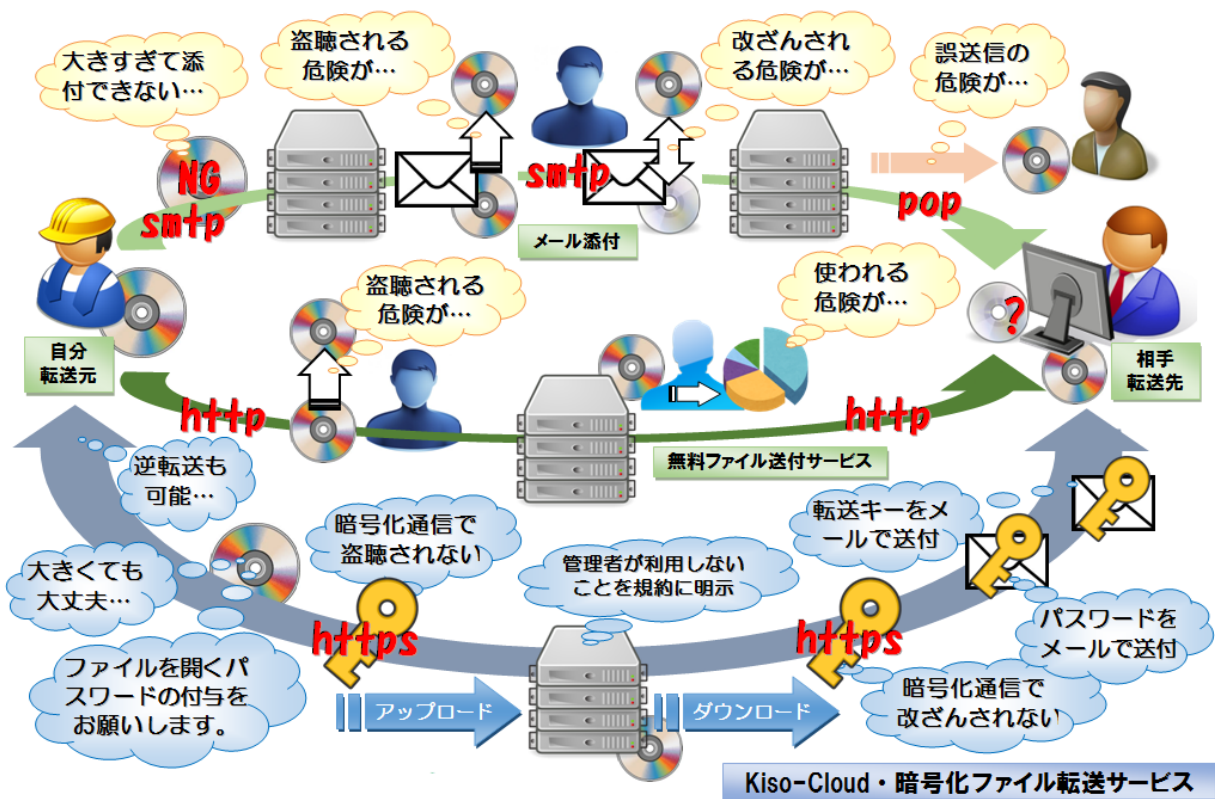 大きすぎて添
付できない…
盗聴される
危険が…
改ざんされ
る危険が…
誤送信の
危険が…
NG
smtp
smtp
pop
メール添付
自分
転送元
盗聴される
危険が…
使われる
危険が…
?
相手
転送先
http
http
無料ファイル送付サービス
逆転送も
可能…
暗号化通信で
盗聴されない
転送キーをメ
ールで送付
大きくても
大丈夫…
管理者が利用しない
ことを規約に明示
https
https
パスワードを
メールで送付
ファイルを開くパ
スワードの付与を
お願いします。
アップロード
ダウンロード
暗号化通信で
改ざんされない
Kiso-Cloud・暗号化ファイル転送サービス